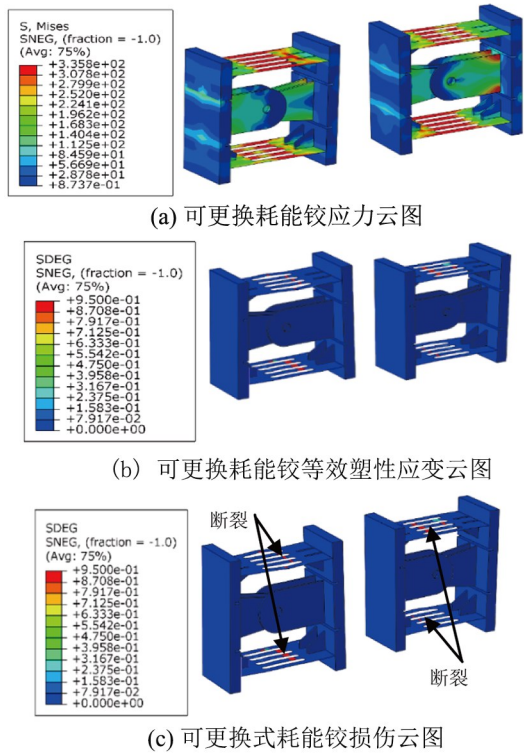 S, Mises
SNEG, (fraction = -1.0)
(Avg: 75%)
+3.358e+02
+3.078e+02
+2.799e+02
+2.520e+02
+2.241e+02
+1.962e+02
+1.683e+02
+1.404e+02
+1.125e+02
+8.459e+01
+5.669e+01
+2.878e+01
+8.737e-01
(a) 可更换耗能铰应力云图
SDEG
SNEG, (fraction = -1.0)
(Avg: 75%)
+9.500e-01
+8.708e-01
+7.917e-01
+7.125e-01
+6.333e-01
+5.542e-01
+4.750e-01
+3.958e-01
+3.167e-01
+2.375e-01
+1.583e-01
+7.917e-02
+0.000e+00
(b) 可更换耗能铰等效塑性应变云图
SDEG
SNEG, (fraction = -1.0)
(Avg: 75%)
+9.500e-01
+8.708e-01
+7.917e-01
+7.125e-01
+6.333e-01
+5.542e-01
+4.750e-01
+3.958e-01
+3.167e-01
+2.375e-01
+1.583e-01
+7.917e-02
+0.000e+00
断裂
断裂
(c) 可更换式耗能铰损伤云图